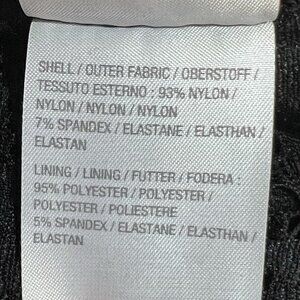 SHELL / OUTER FABRIC / OBERSTOFF /
TESSUTO ESTERNO : 93% NYLON /
NYLON / NYLON / NYLON
7% SPANDEX / ELASTANE / ELASTHAN /
ELASTAN
LINING / LINING / FUTTER / FODERA :
95% POLYESTER / POLYESTER /
POLYESTER / POLIESTERE
5% SPANDEX / ELASTANE / ELASTHAN /
ELASTAN